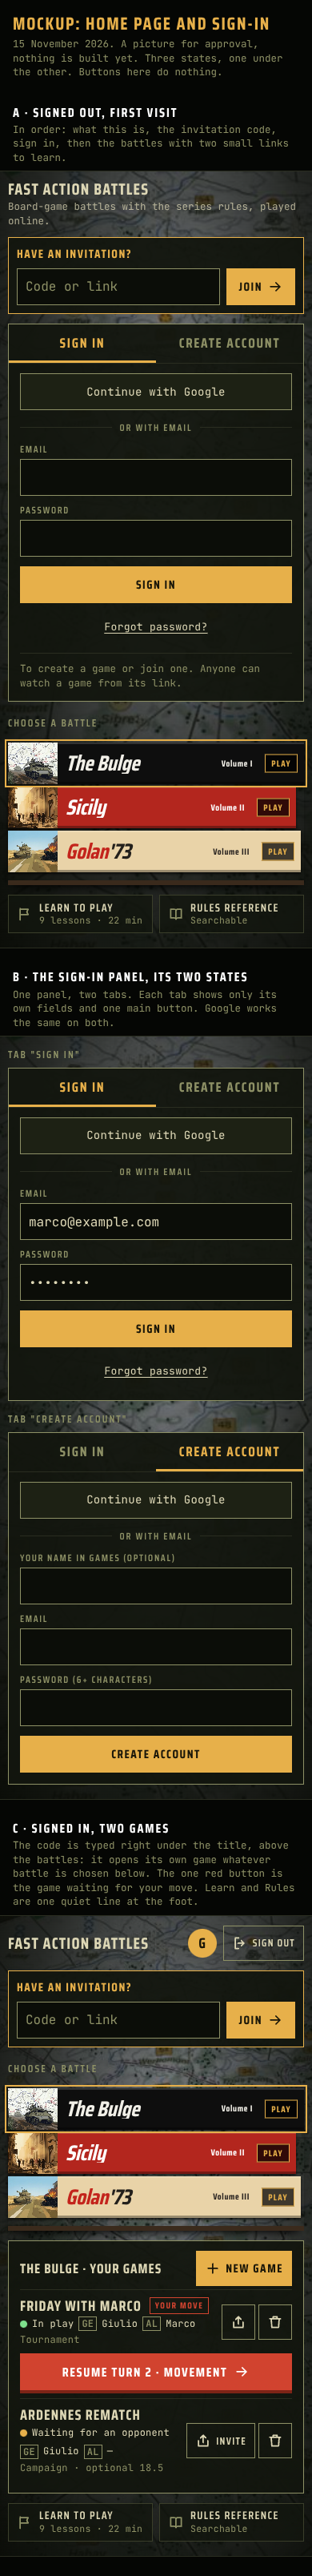 MOCKUP: HOME PAGE AND SIGN-IN
15 November 2026. A picture for approval,
nothing is built yet. Three states, one under
the other. Buttons here do nothing.
A · SIGNED OUT, FIRST VISIT
In order: what this is, the invitation code,
sign in, then the battles with two small links
to learn.
FAST ACTION BATTLES
Board-game battles with the series rules, played
online.
HAVE AN INVITATION?
Code or link
JOIN →
SIGN IN
CREATE ACCOUNT
Continue with Google
OR WITH EMAIL
EMAIL
PASSWORD
SIGN IN
Forgot password?
To create a game or join one. Anyone can
watch a game from its link.
CHOOSE A BATTLE
The Bulge
Volume I
PLAY
Sicily
Volume II
PLAY
Golan'73
Volume III
PLAY
LEARN TO PLAY
9 lessons · 22 min
RULES REFERENCE
Searchable
B · THE SIGN-IN PANEL, ITS TWO STATES
One panel, two tabs. Each tab shows only its
own fields and one main button. Google works
the same on both.
TAB "SIGN IN"
SIGN IN
CREATE ACCOUNT
Continue with Google
OR WITH EMAIL
EMAIL
marco@example.com
PASSWORD
••••••••
SIGN IN
Forgot password?
TAB "CREATE ACCOUNT"
SIGN IN
CREATE ACCOUNT
Continue with Google
OR WITH EMAIL
YOUR NAME IN GAMES (OPTIONAL)
EMAIL
PASSWORD (6+ CHARACTERS)
CREATE ACCOUNT
C · SIGNED IN, TWO GAMES
The code is typed right under the title, above
the battles: it opens its own game whatever
battle is chosen below. The one red button is
the game waiting for your move. Learn and Rules
are one quiet line at the foot.
FAST ACTION BATTLES
G
SIGN OUT
HAVE AN INVITATION?
Code or link
JOIN →
CHOOSE A BATTLE
The Bulge
Volume I
PLAY
Sicily
Volume II
PLAY
Golan'73
Volume III
PLAY
THE BULGE · YOUR GAMES
+ NEW GAME
FRIDAY WITH MARCO
YOUR MOVE
In play GE Giulio AL Marco
Tournament
RESUME TURN 2 · MOVEMENT →
ARDENNES REMATCH
Waiting for an opponent
GE Giulio AL —
INVITE
Campaign · optional 18.5
LEARN TO PLAY
9 lessons · 22 min
RULES REFERENCE
Searchable